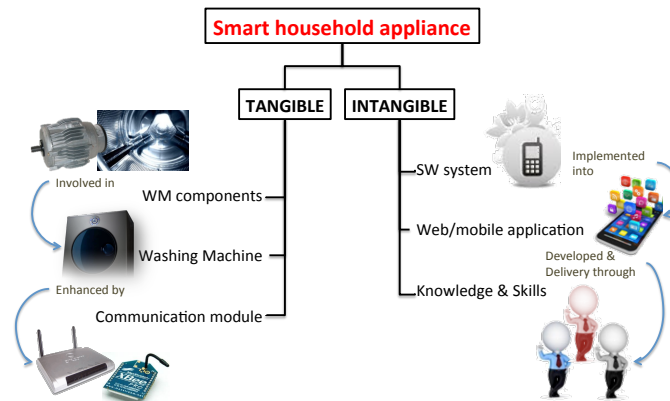 Smart household appliance
TANGIBLE
INTANGIBLE
Involved in
WM components
Washing Machine
Enhanced by
Communication module
XBee
SW system
Implemented
into
Web/mobile application
Developed &
Delivery through
Knowledge & Skills